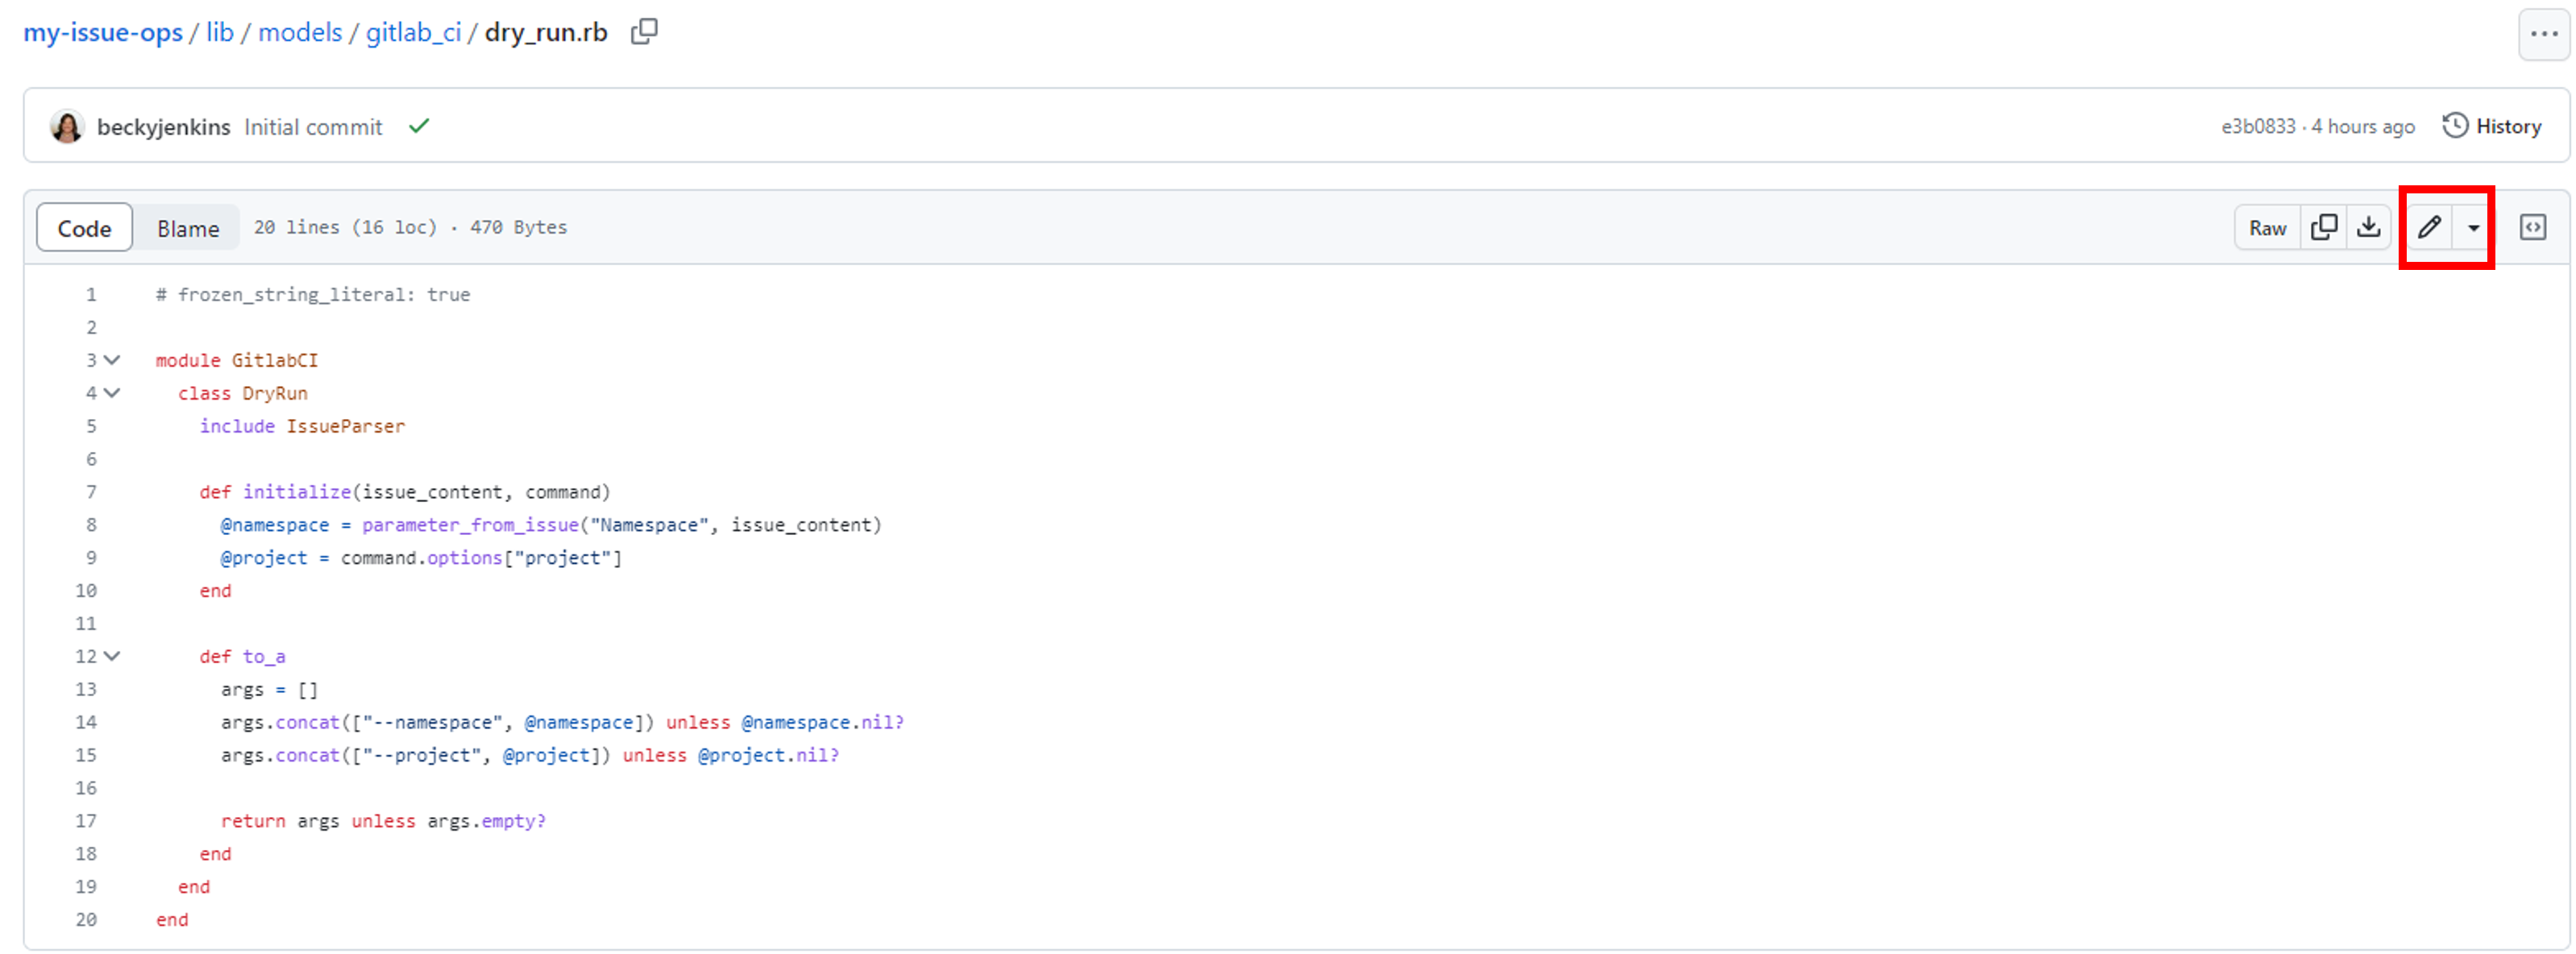 my-issue-ops / lib / models / gitlab_ci / dry_run.rb
beckyjenkins Initial commit e3b0833 · 4 hours ago History
Code Blame 20 lines (16 loc) · 470 Bytes Raw
1 # frozen_string_literal: true
2
3 module GitlabCI
4   class DryRun
5     include IssueParser
6
7     def initialize(issue_content, command)
8       @namespace = parameter_from_issue("Namespace", issue_content)
9       @project = command.options["project"]
10     end
11
12     def to_a
13       args = []
14       args.concat(["--namespace", @namespace]) unless @namespace.nil?
15       args.concat(["--project", @project]) unless @project.nil?
16
17       return args unless args.empty?
18     end
19   end
20 end